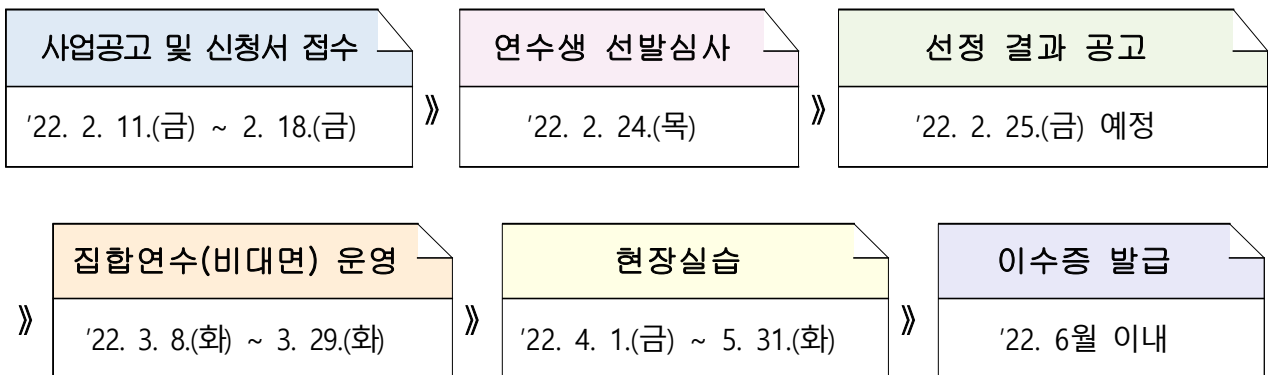 사업공고 및 신청서 접수
'22. 2. 11.(금) ~ 2. 18.(금)
》
연수생 선발심사
'22. 2. 24.(목)
》
선정 결과 공고
'22. 2. 25.(금) 예정
》
집합연수(비대면) 운영
'22. 3. 8.(화) ~ 3. 29.(화)
》
현장실습
'22. 4. 1.(금) ~ 5. 31.(화)
》
이수증 발급
'22. 6월 이내